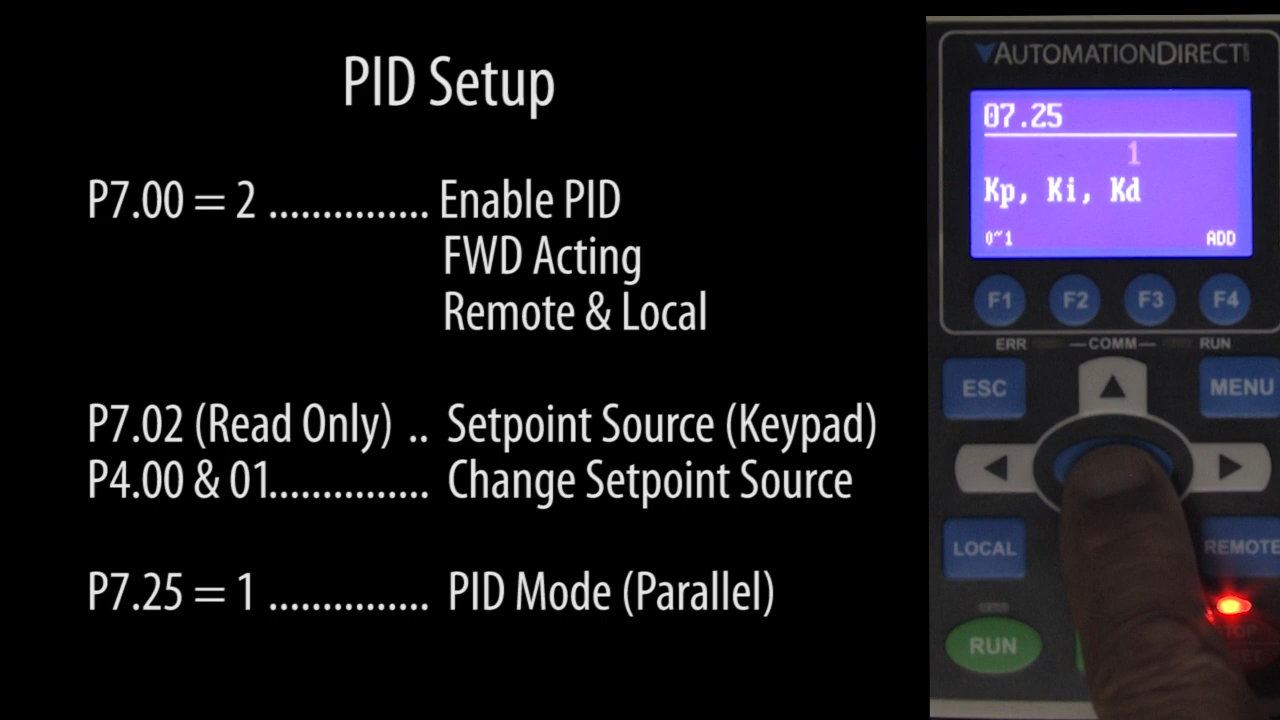 PID Setup
P7.00 = 2 ............... Enable PID
FWD Acting
Remote & Local
P7.02 (Read Only) .. Setpoint Source (Keypad)
P4.00 & 01............... Change Setpoint Source
P7.25 = 1 ............... PID Mode (Parallel)
AUTOMATIONDIRECT
07.25
1
Kp, Ki, Kd
0~1 ADD
F1 F2 F3 F4
ERR —COMM— RUN
ESC MENU
LOCAL REMOTE
RUN